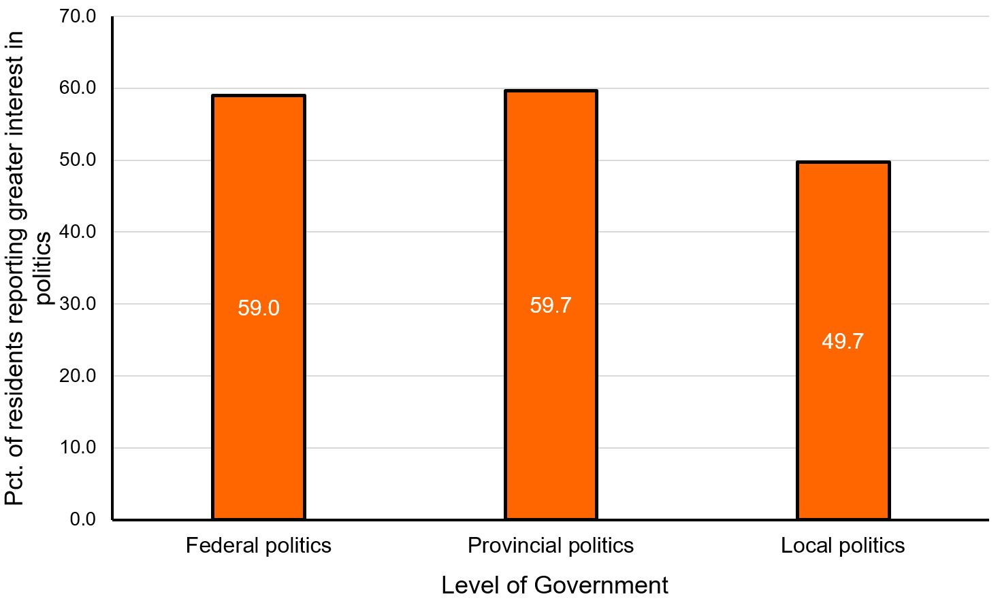 Pct. of residents reporting greater interest in
politics
70.0
60.0
50.0
40.0
30.0
20.0
10.0
0.0
59.0
59.7
49.7
Federal politics
Provincial politics
Local politics
Level of Government